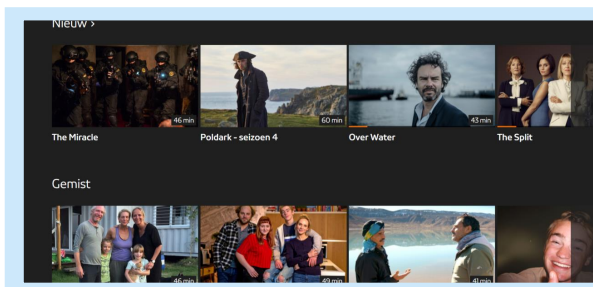 Nieuw >
46 min
60 min
43 min
The Miracle
Poldark - seizoen 4
Over Water
The Split
Gemist
46 min
49 min
41 min